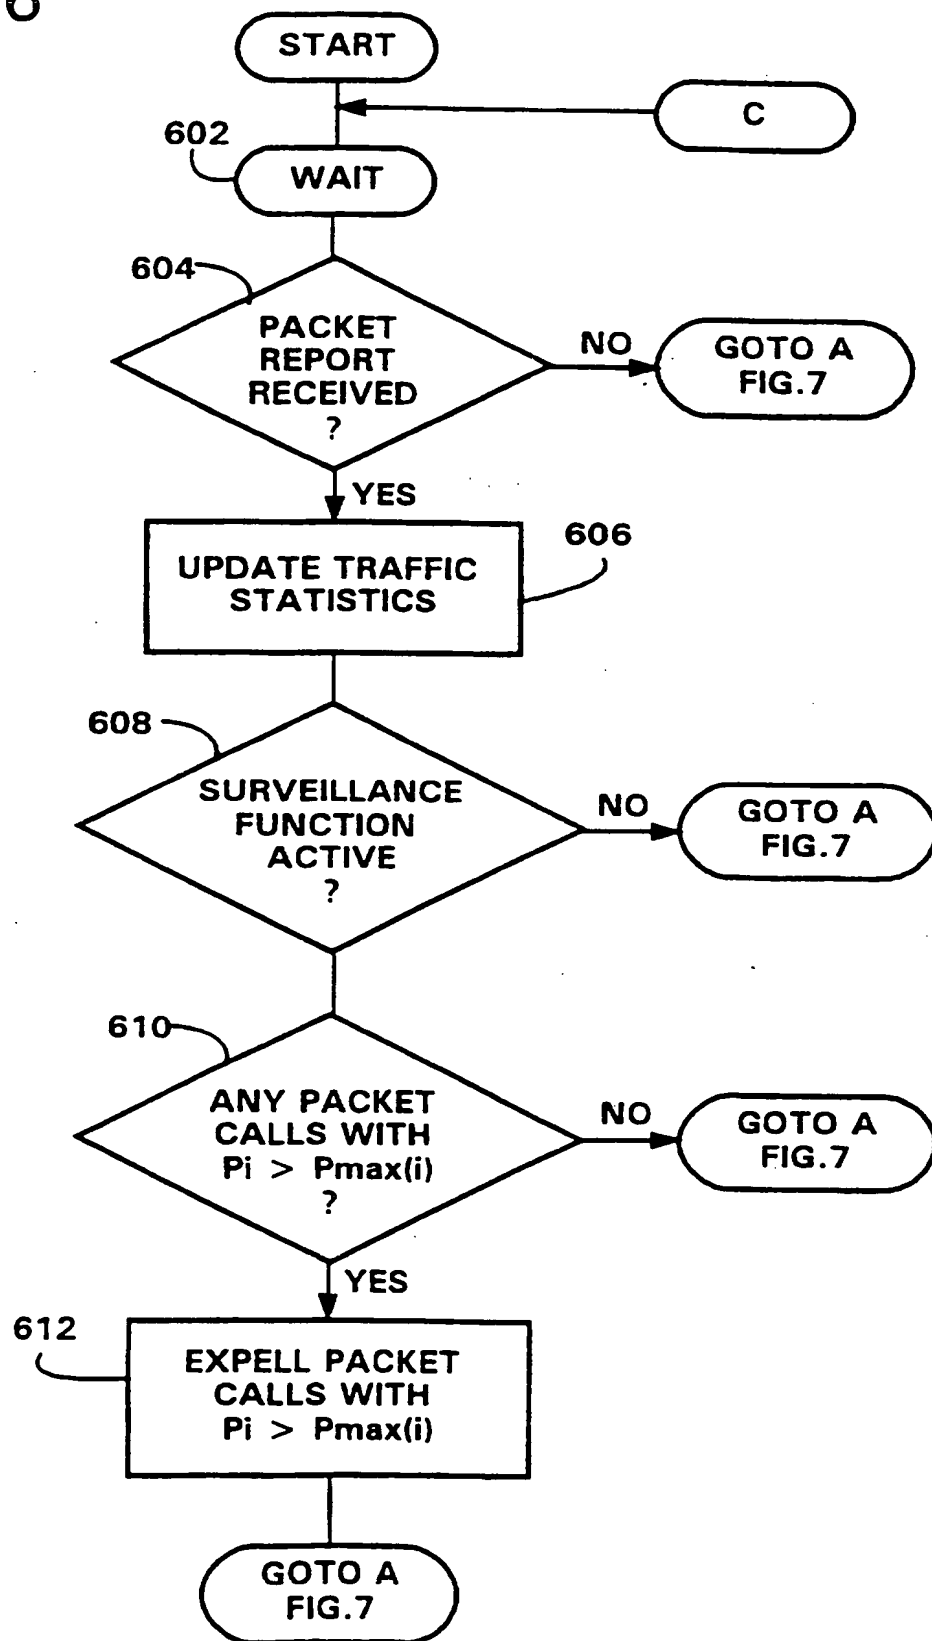 START
C
602
WAIT
604
PACKET
REPORT
RECEIVED
?
NO
GOTO A
FIG.7
YES
606
UPDATE TRAFFIC
STATISTICS
608
SURVEILLANCE
FUNCTION
ACTIVE
?
NO
GOTO A
FIG.7
610
ANY PACKET
CALLS WITH
Pi > Pmax(i)
?
NO
GOTO A
FIG.7
YES
612
EXPELL PACKET
CALLS WITH
Pi > Pmax(i)
GOTO A
FIG.7